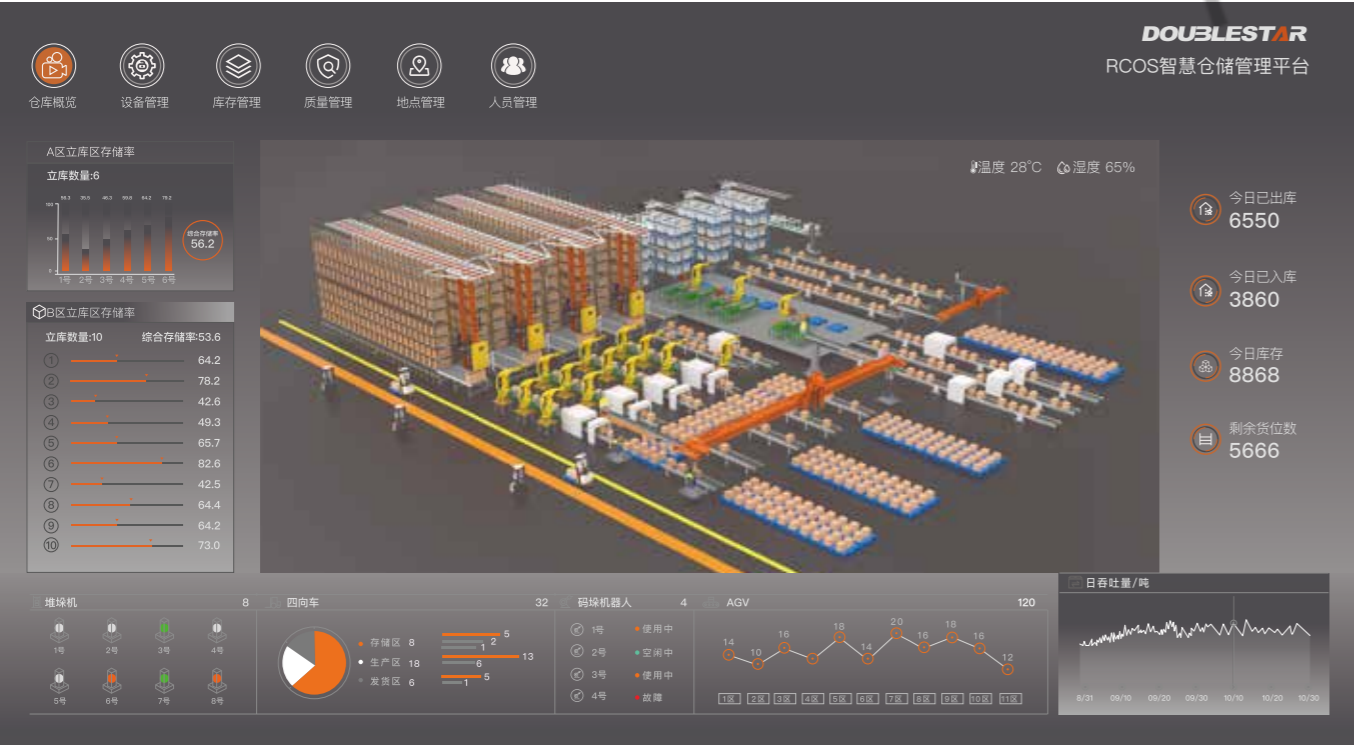 DOUBLESTAR
RCOS智慧仓储管理平台
仓库概览 设备管理 库存管理 质量管理 地点管理 人员管理
A区立库区存储率
立库数量:6
100
50
0
1号 2号 3号 4号 5号 6号
综合存储率
56.2
B区立库区存储率
立库数量:10 综合存储率:53.6
1 64.2
2 78.2
3 42.6
4 49.3
5 65.7
6 82.6
7 42.5
8 64.4
9 64.2
10 73.0
温度 28°C 湿度 65%
今日已出库
6550
今日已入库
3860
今日库存
8868
剩余货位数
5666
堆垛机 8
1号 2号 3号 4号
5号 6号 7号 8号
四向车 32
存储区 8
生产区 18
发货区 6
5
2
1
13
6
5
1
码垛机器人 4
1号 使用中
2号 空闲中
3号 使用中
4号 故障
AGV 120
14 10 16 18 14 20 16 18 16 12
1区 2区 3区 4区 5区 6区 7区 8区 9区 10区 11区
日吞吐量/吨
8/31 09/10 09/20 09/30 10/10 10/20 10/30